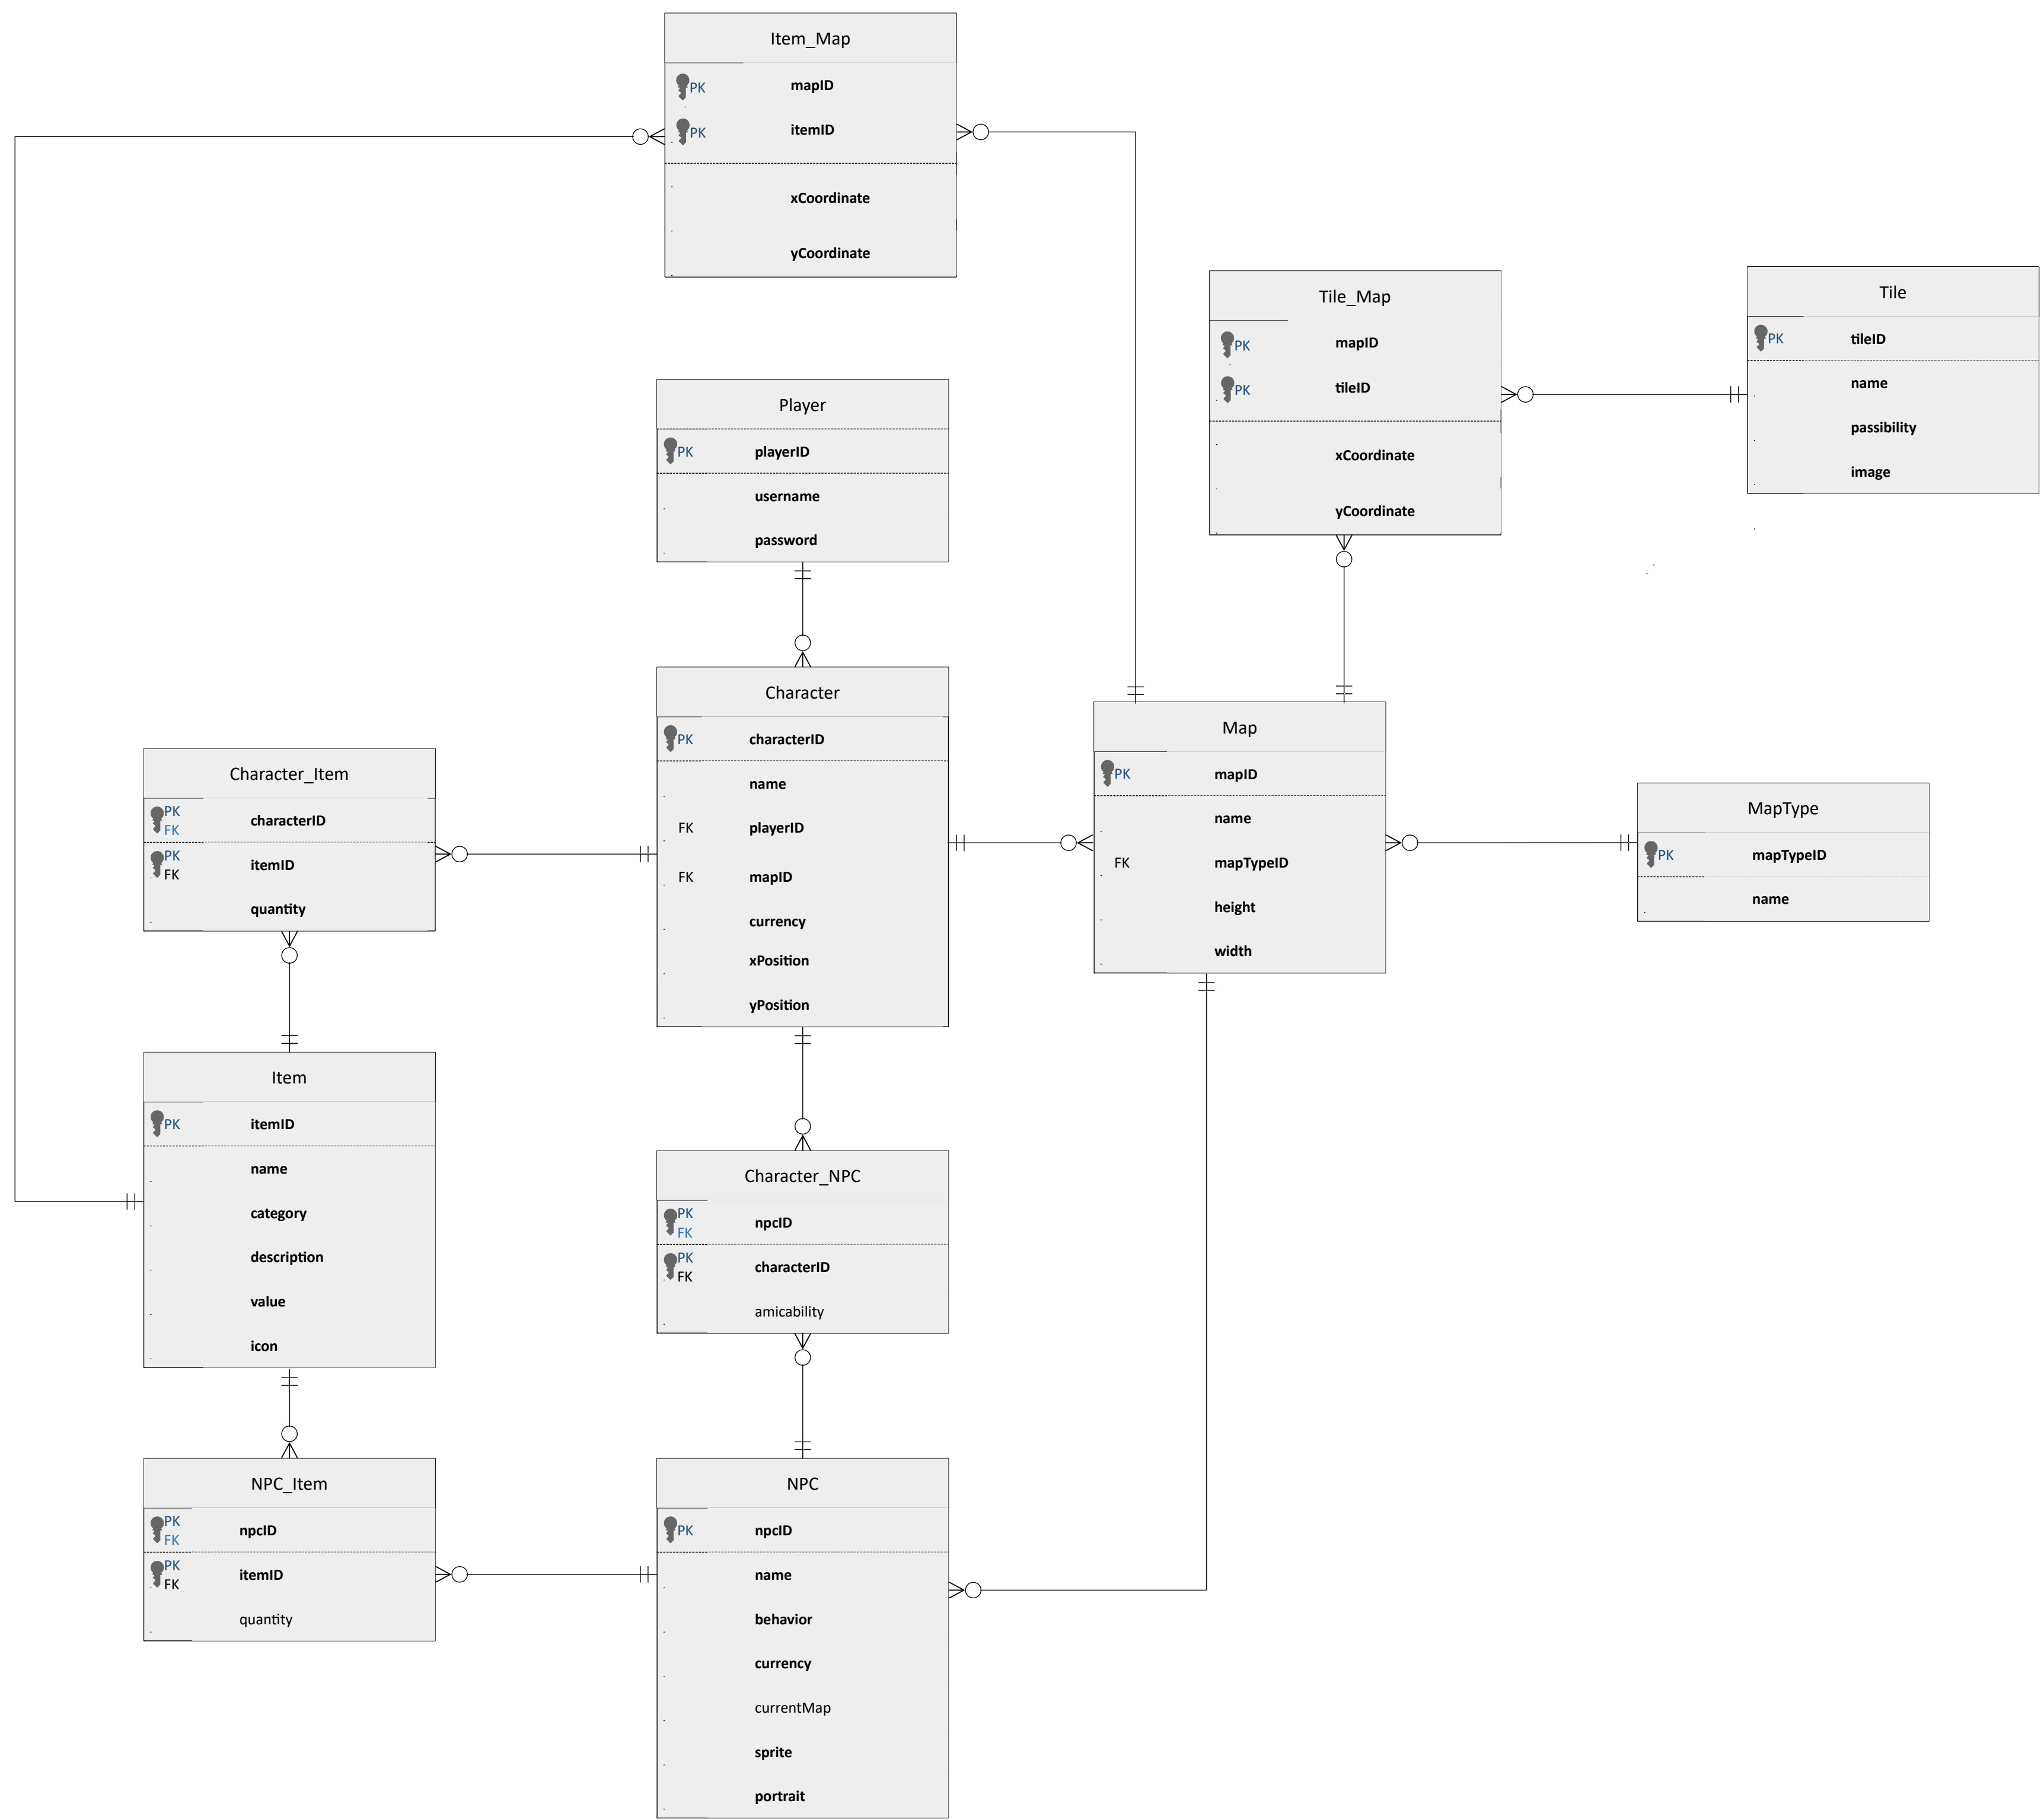 Item_Map
PK mapID
PK itemID
xCoordinate
yCoordinate
Tile_Map
PK mapID
PK tileID
xCoordinate
yCoordinate
Tile
PK tileID
name
passibility
image
Player
PK playerID
username
password
Character
PK characterID
name
FK playerID
FK mapID
currency
xPosition
yPosition
Map
PK mapID
name
FK mapTypeID
height
width
MapType
PK mapTypeID
name
Character_Item
PK
FK
characterID
PK
FK
itemID
quantity
Item
PK itemID
name
category
description
value
icon
Character_NPC
PK
FK
npcID
PK
FK
characterID
amicability
NPC_Item
PK
FK
npcID
PK
FK
itemID
quantity
NPC
PK npcID
name
behavior
currency
currentMap
sprite
portrait